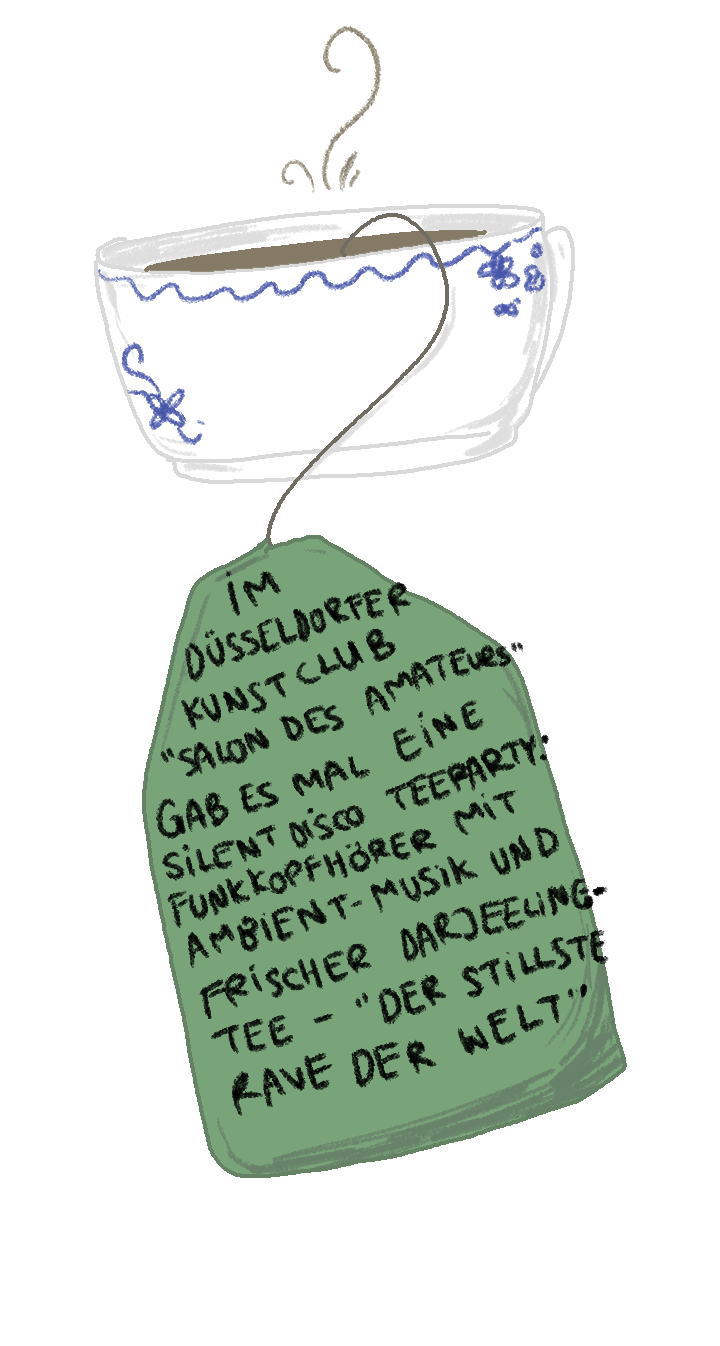 iM
DÜSSELDORFER
KUNSTCLUB
"SALON DES AMATEURS"
GAB ES MAL EiNE
SiLENT DiSCO TEEPARTY:
FUNKKOPFHÖRER MiT
AMBiENT-MUSiK UND
FRiSCHER DARJEELiNG-
TEE - "DER STiLLSTE
RAVE DER WELT"